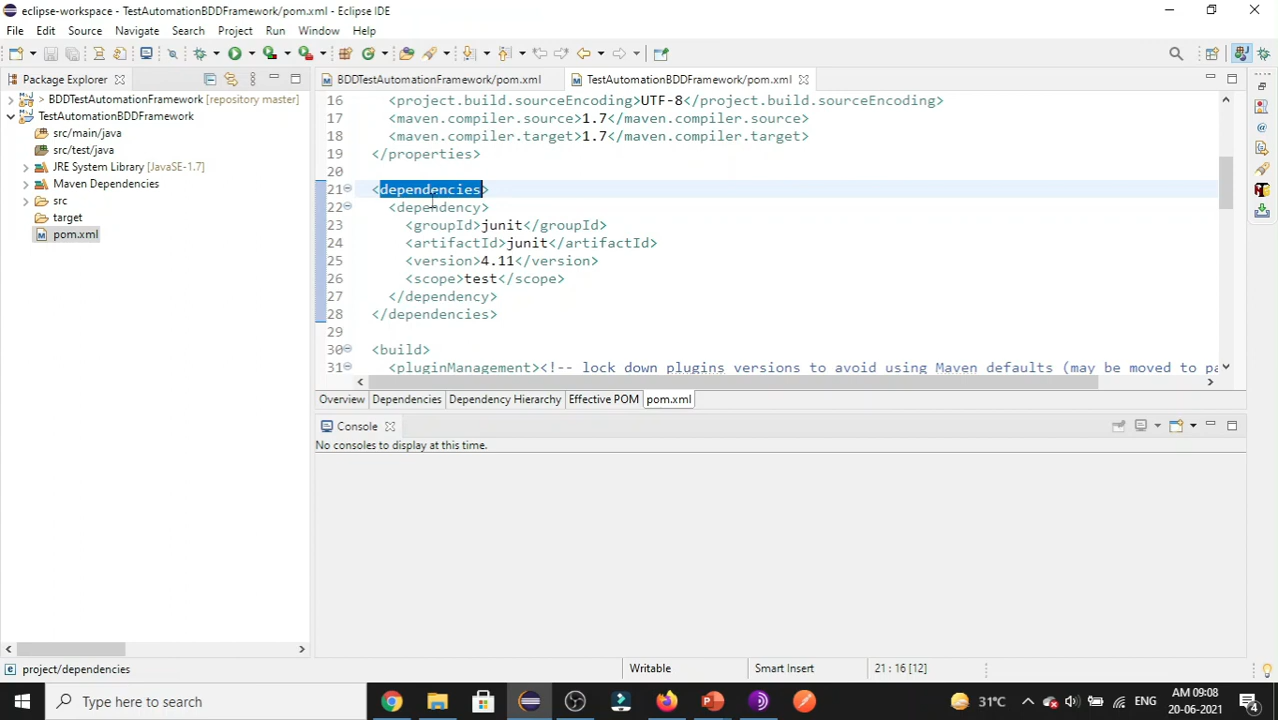 eclipse-workspace - TestAutomationBDDFramework/pom.xml - Eclipse IDE
File Edit Source Navigate Search Project Run Window Help
Package Explorer
BDDTestAutomationFramework/pom.xml
TestAutomationBDDFramework/pom.xml
> BDDTestAutomationFramework [repository master]
TestAutomationBDDFramework
src/main/java
src/test/java
JRE System Library [JavaSE-1.7]
Maven Dependencies
src
target
pom.xml
16 <project.build.sourceEncoding>UTF-8</project.build.sourceEncoding>
17 <maven.compiler.source>1.7</maven.compiler.source>
18 <maven.compiler.target>1.7</maven.compiler.target>
19 </properties>
20
21 <dependencies>
22 <dependency>
23 <groupId>junit</groupId>
24 <artifactId>junit</artifactId>
25 <version>4.11</version>
26 <scope>test</scope>
27 </dependency>
28 </dependencies>
29
30 <build>
31 <pluginManagement><!-- lock down plugins versions to avoid using Maven defaults (may be moved to pa
Overview Dependencies Dependency Hierarchy Effective POM pom.xml
Console
No consoles to display at this time.
project/dependencies
Writable
Smart Insert
21 : 16 [12]
Type here to search
31°C
ENG
AM 09:08
20-06-2021
4